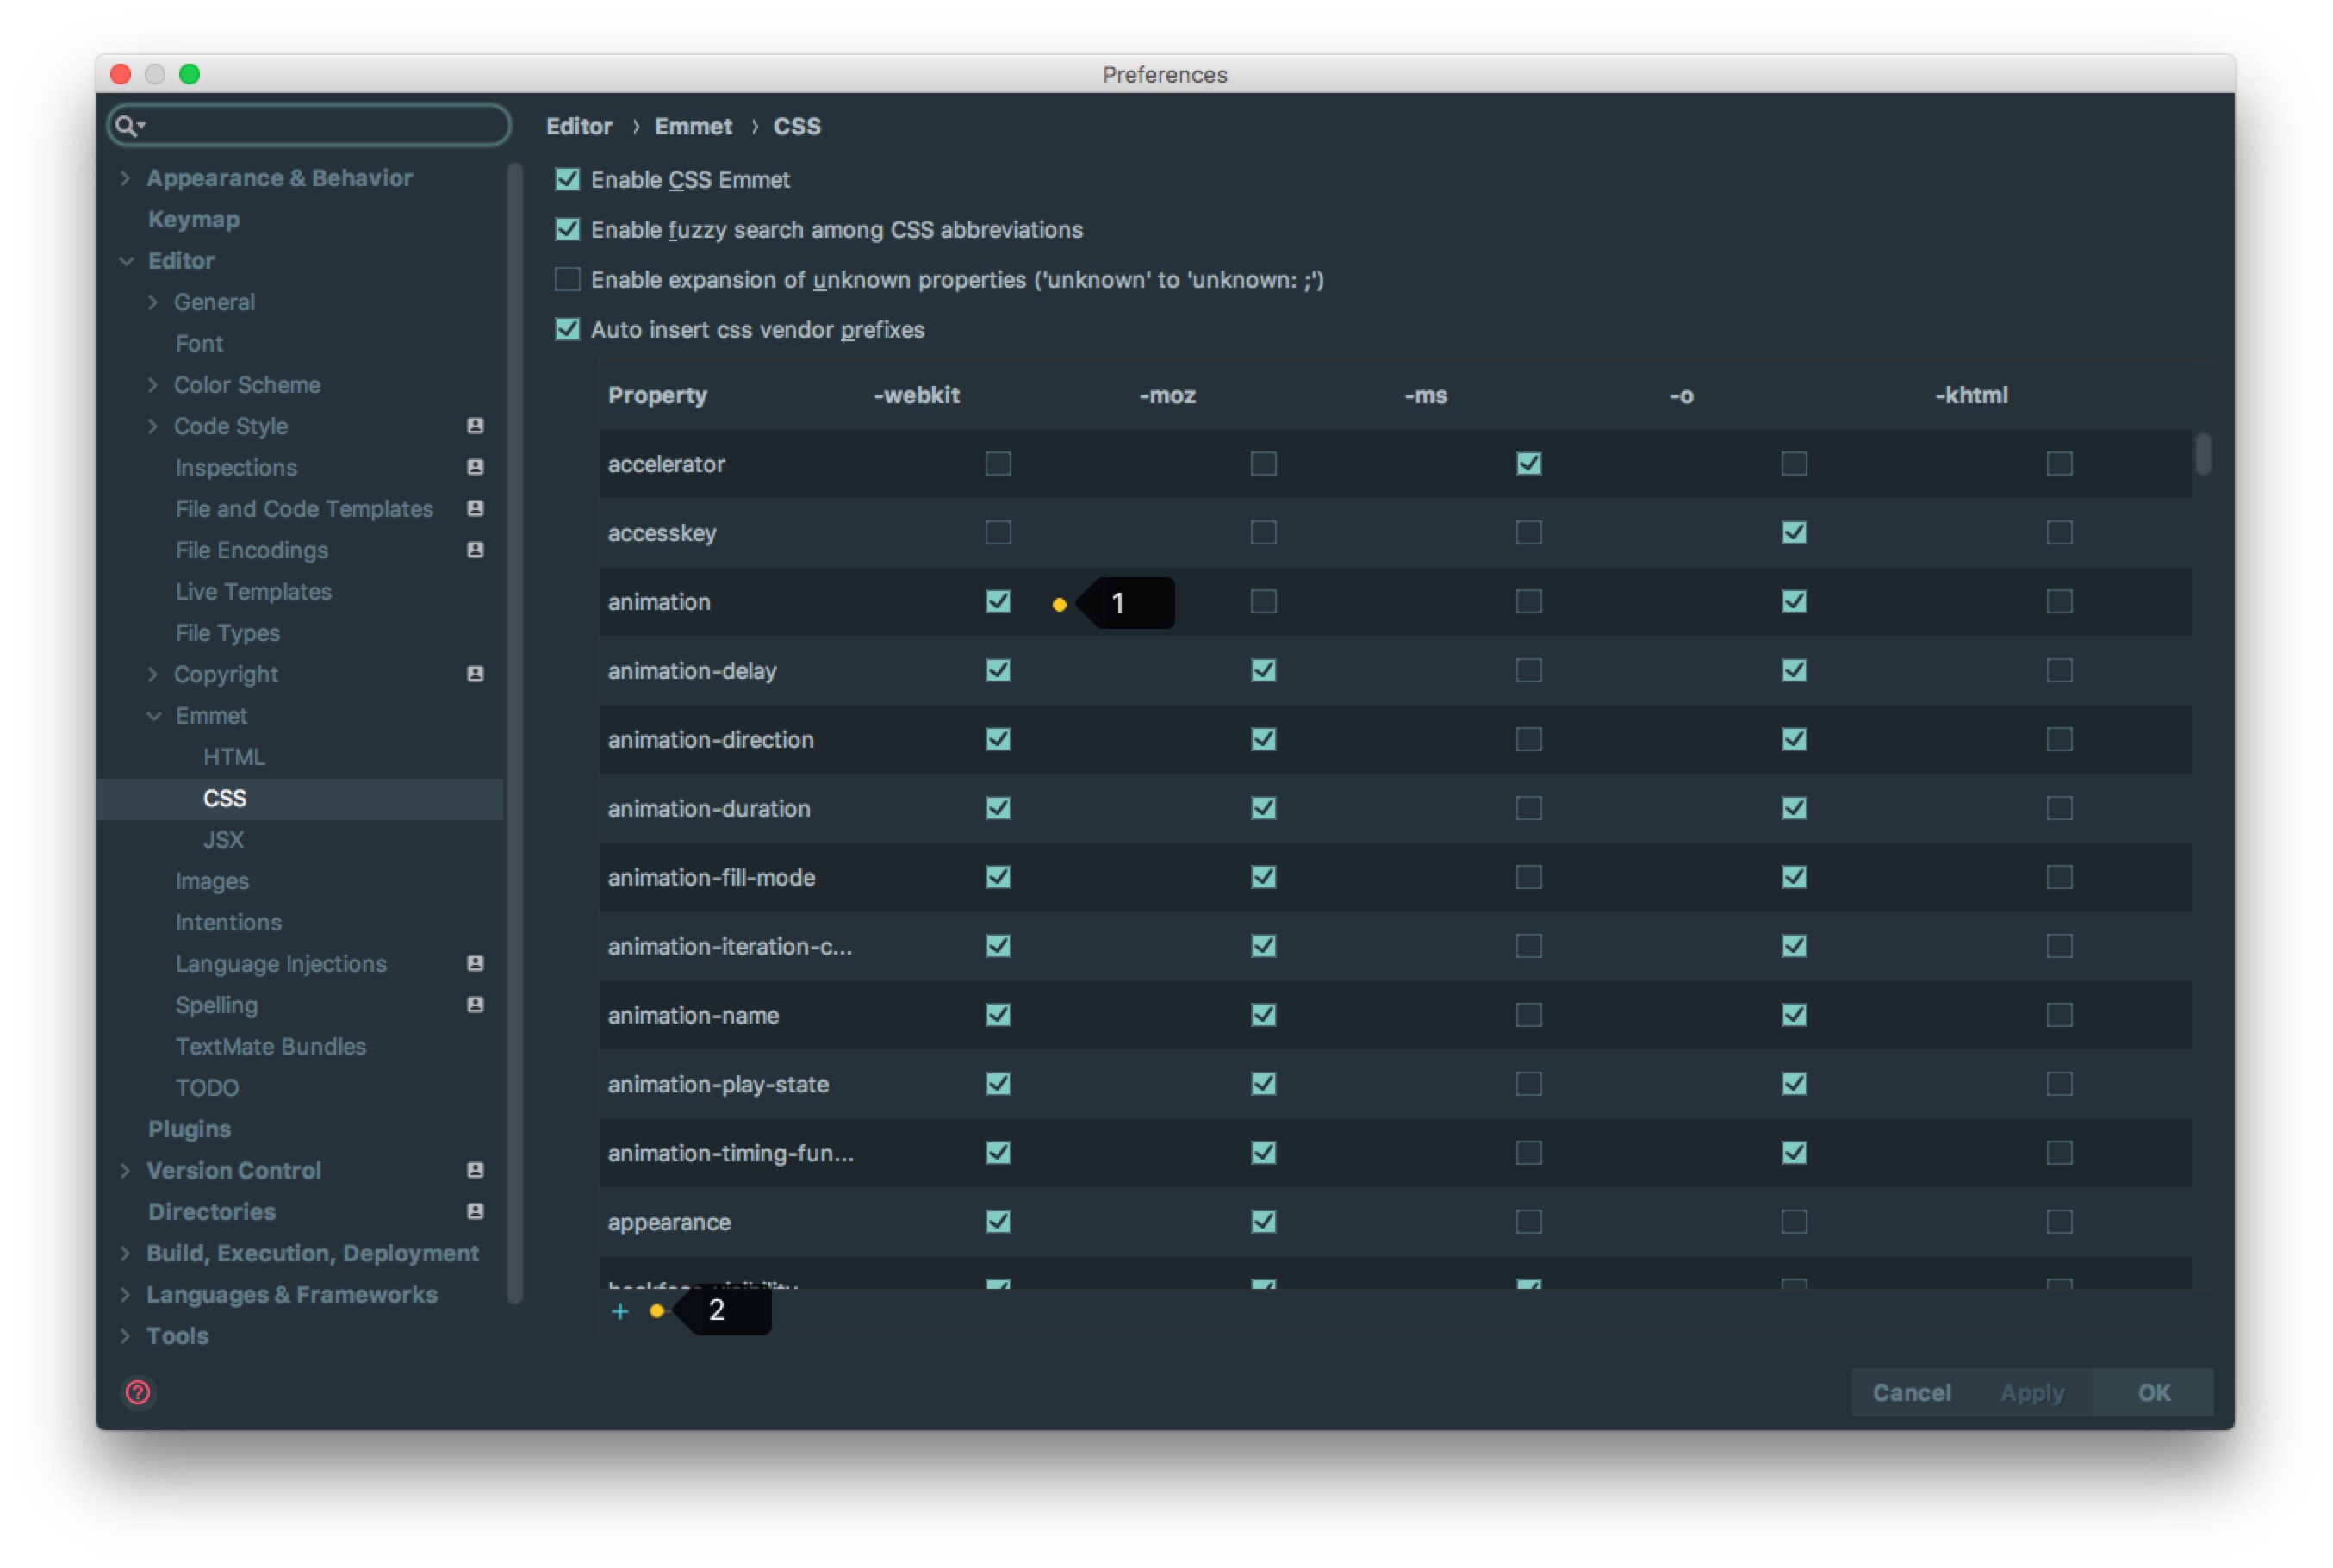 Preferences
Editor › Emmet › CSS
Appearance & Behavior
Keymap
Editor
General
Font
Color Scheme
Code Style
Inspections
File and Code Templates
File Encodings
Live Templates
File Types
Copyright
Emmet
HTML
CSS
JSX
Images
Intentions
Language Injections
Spelling
TextMate Bundles
TODO
Plugins
Version Control
Directories
Build, Execution, Deployment
Languages & Frameworks
Tools
Enable CSS Emmet
Enable fuzzy search among CSS abbreviations
Enable expansion of unknown properties ('unknown' to 'unknown: ;')
Auto insert css vendor prefixes
Property -webkit -moz -ms -o -khtml
accelerator
accesskey
animation 1
animation-delay
animation-direction
animation-duration
animation-fill-mode
animation-iteration-c...
animation-name
animation-play-state
animation-timing-fun...
appearance
+ 2
? Cancel Apply OK